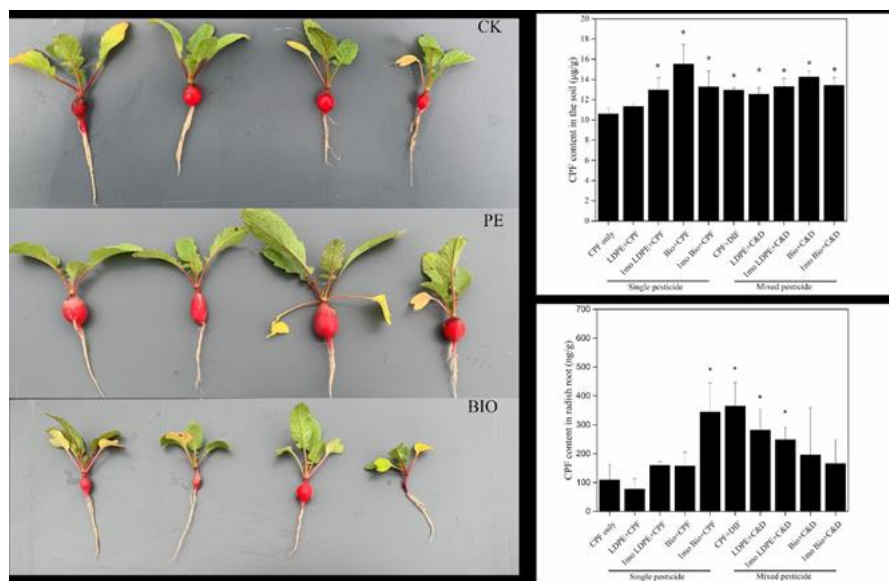 CK
PE
BIO
CPF content in the soil (μg/g)
20
18
16
14
12
10
8
6
4
2
0
* * * * * * * *
CPF only
LDPE+CPF
1mo LDPE+CPF
Bio+CPF
1mo Bio+CPF
CPF+DIF
LDPE+C&D
1mo LDPE+C&D
Bio+C&D
1mo Bio+C&D
Single pesticide
Mixed pesticide
CPF content in radish root (ng/g)
700
600
500
400
300
200
100
0
* * * *
CPF only
LDPE+CPF
1mo LDPE+CPF
Bio+CPF
1mo Bio+CPF
CPF+DIF
LDPE+C&D
1mo LDPE+C&D
Bio+C&D
1mo Bio+C&D
Single pesticide
Mixed pesticide